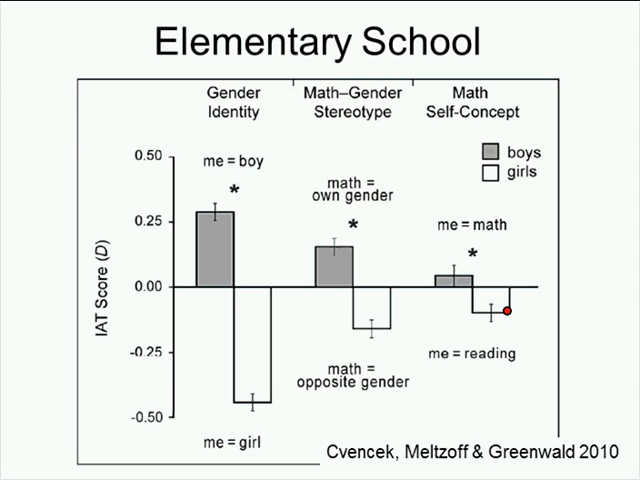 Elementary School
Gender
Identity
Math–Gender
Stereotype
Math
Self-Concept
boys
girls
0.50
0.25
0.00
-0.25
-0.50
IAT Score (D)
me = boy
*
math =
own gender
*
me = math
*
me = reading
math =
opposite gender
me = girl
Cvencek, Meltzoff & Greenwald 2010